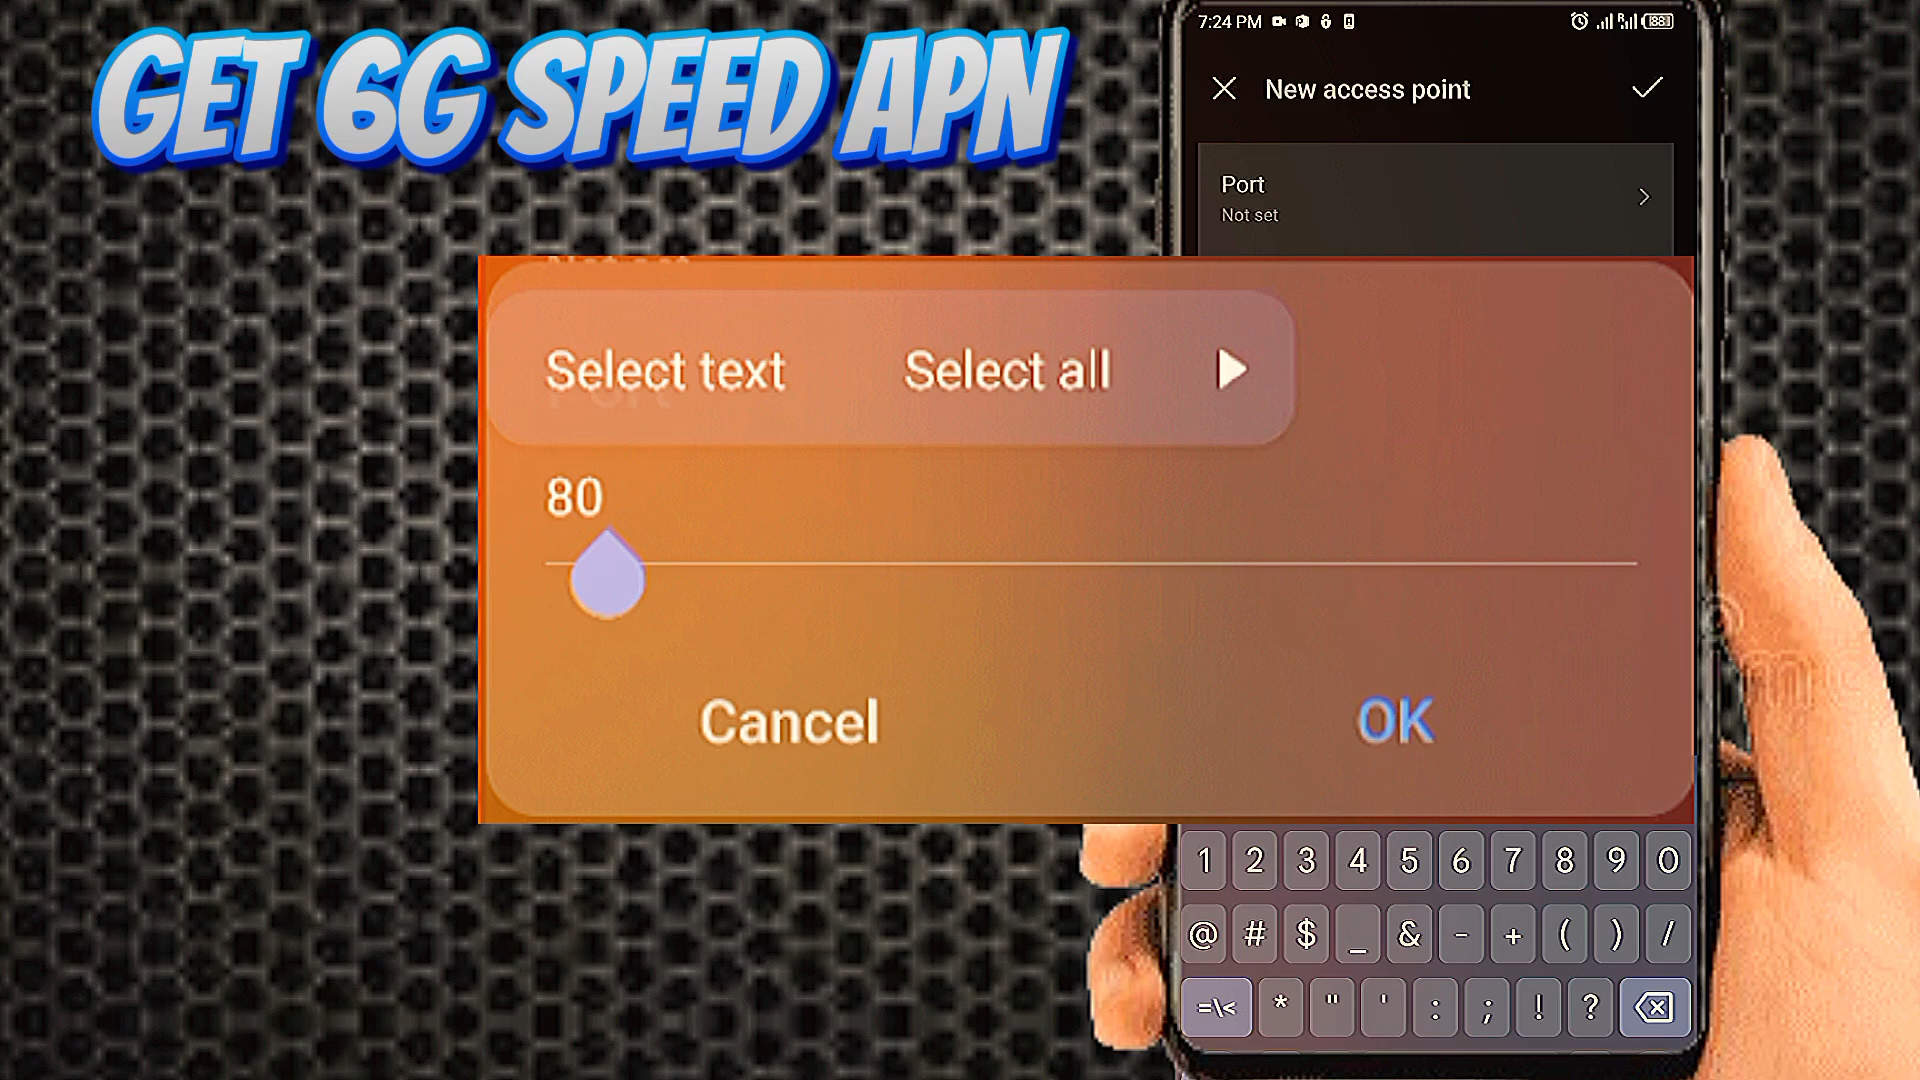 GET 6G SPEED APN
7:24 PM
New access point
Port
Not set
Select text Select all
80
Cancel OK
1 2 3 4 5 6 7 8 9 0
@ # $ _ & - + ( ) /
=\< * " ' : ; ! ?